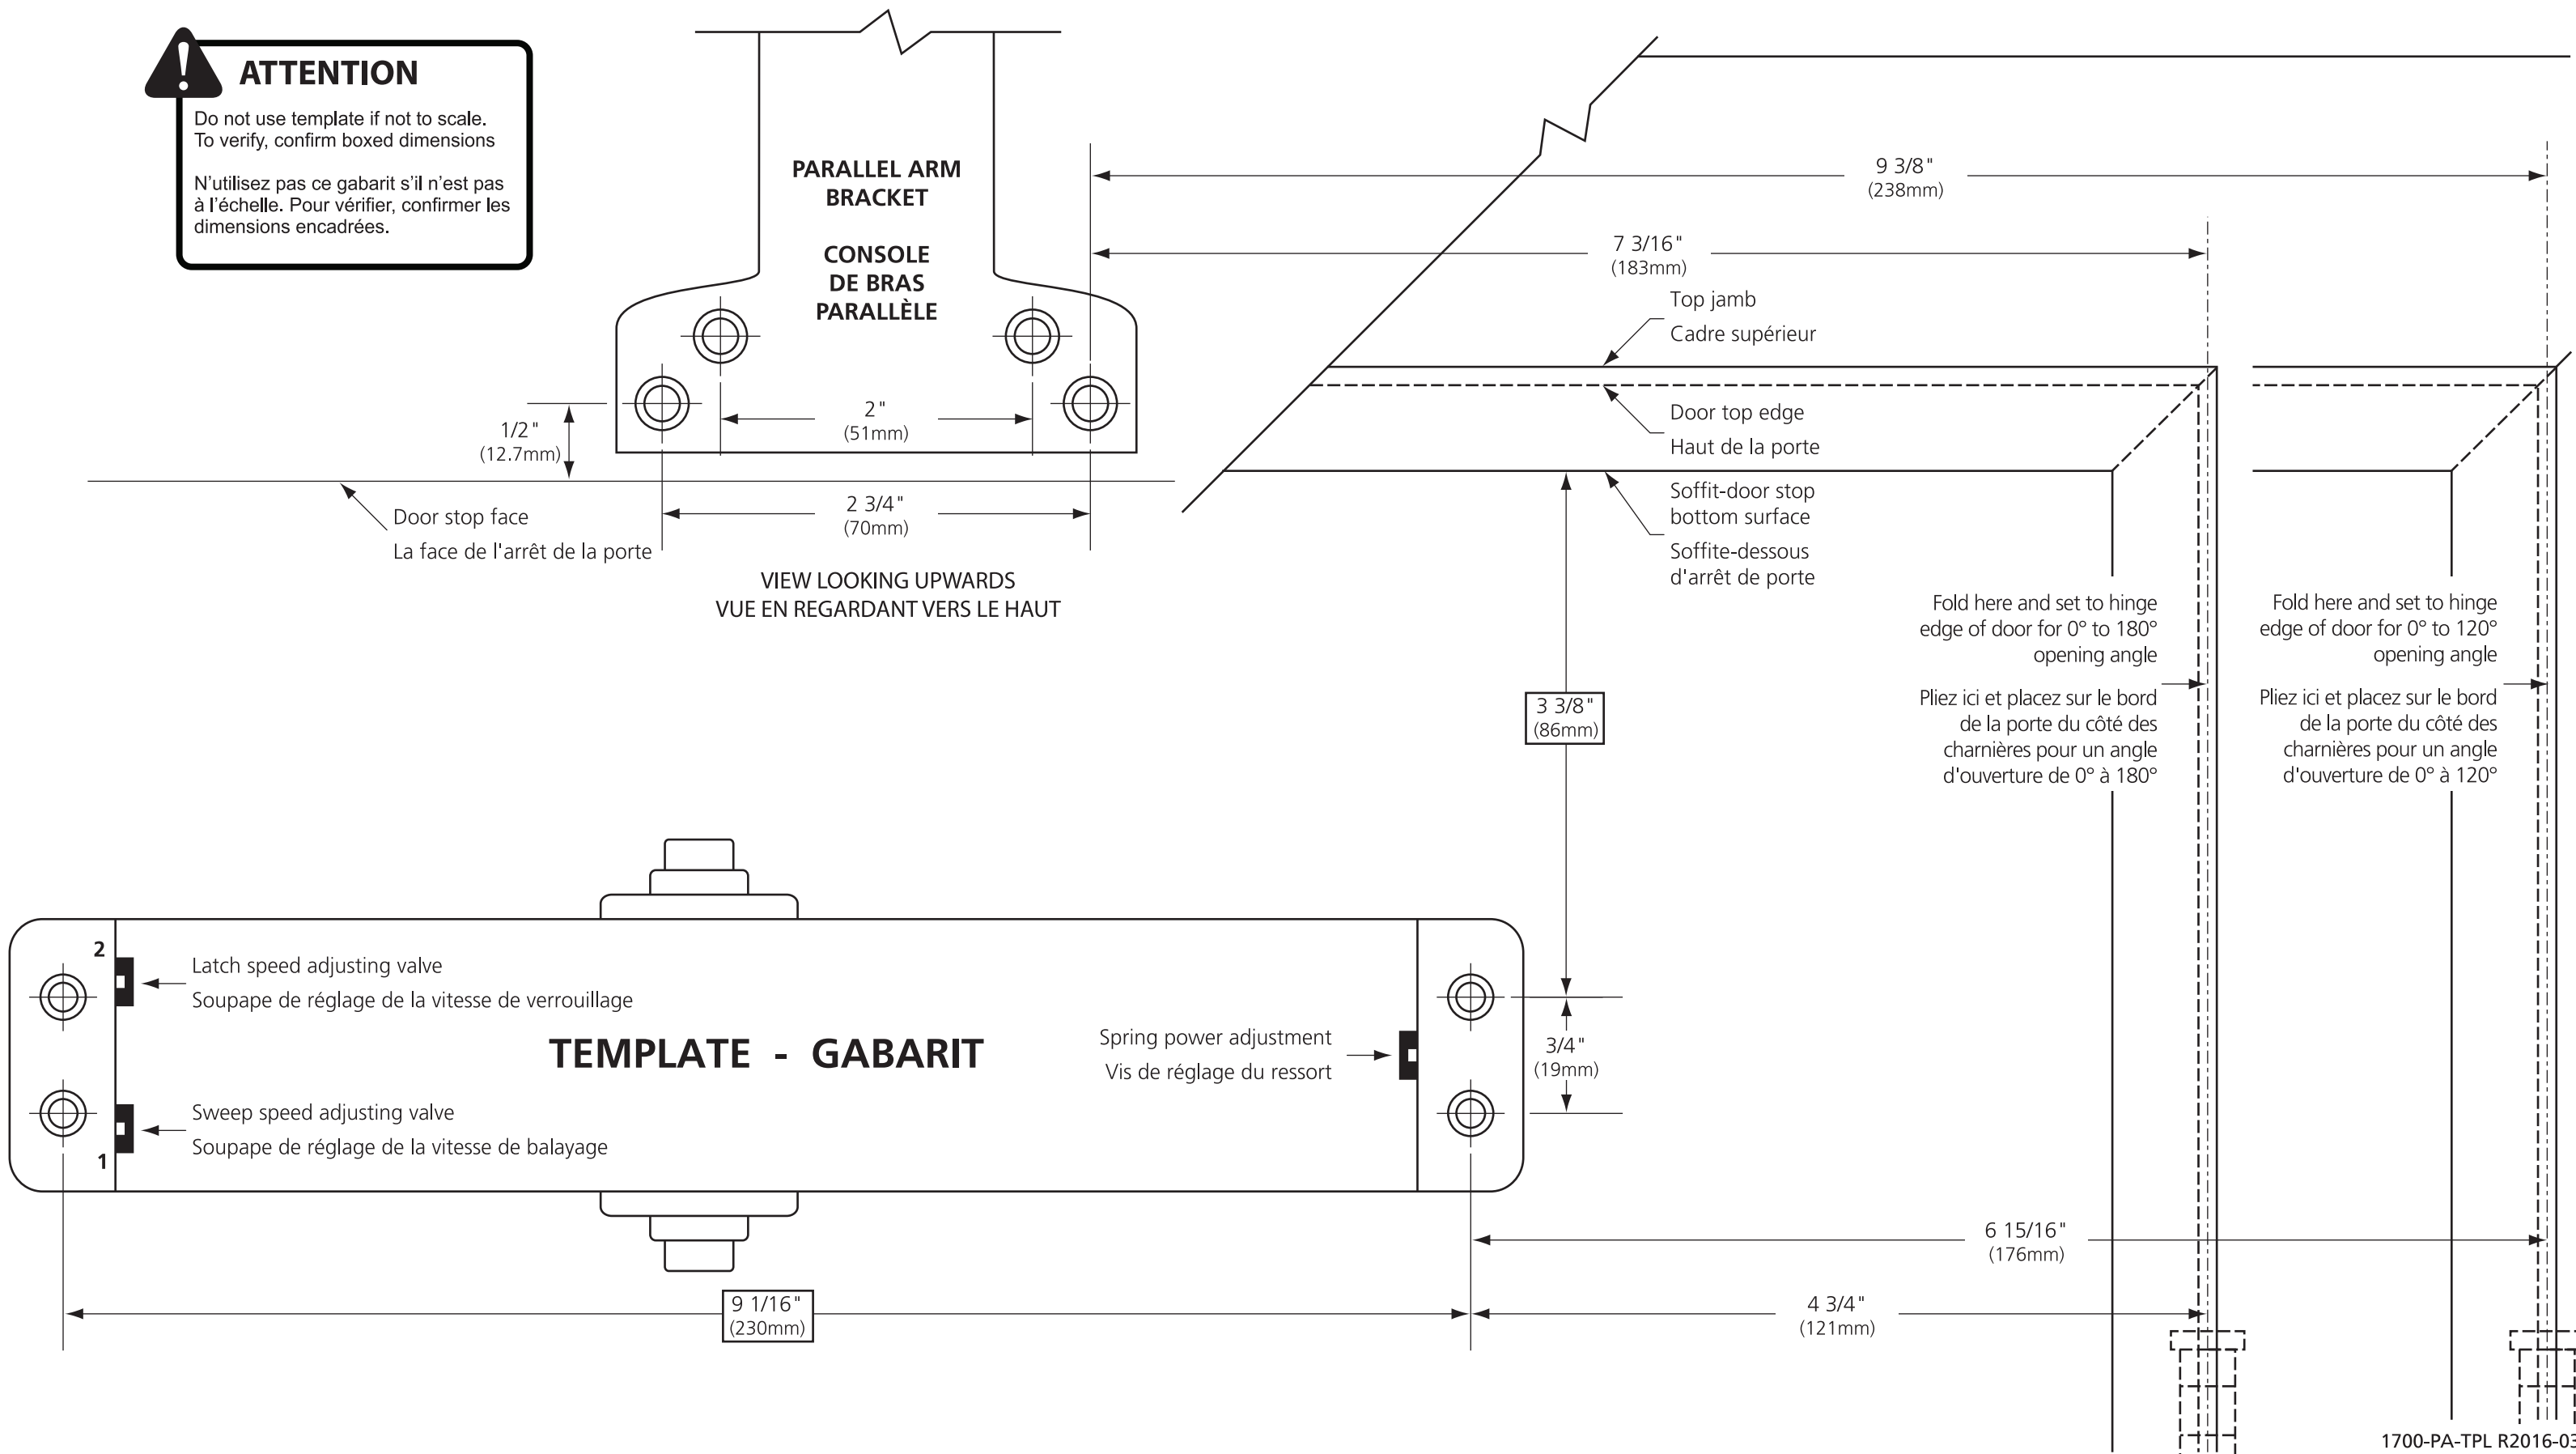 ATTENTION
Do not use template if not to scale.
To verify, confirm boxed dimensions
N'utilisez pas ce gabarit s'il n'est pas
à l'échelle. Pour vérifier, confirmer les
dimensions encadrées.
PARALLEL ARM
BRACKET
CONSOLE
DE BRAS
PARALLÈLE
9 3/8"
(238mm)
7 3/16"
(183mm)
Top jamb
Cadre supérieur
2"
(51mm)
1/2"
(12.7mm)
Door top edge
Haut de la porte
2 3/4"
(70mm)
Door stop face
La face de l'arrêt de la porte
Soffit-door stop
bottom surface
Soffite-dessous
d'arrêt de porte
VIEW LOOKING UPWARDS
VUE EN REGARDANT VERS LE HAUT
Fold here and set to hinge
edge of door for 0° to 180°
opening angle
Pliez ici et placez sur le bord
de la porte du côté des
charnières pour un angle
d'ouverture de 0° à 180°
Fold here and set to hinge
edge of door for 0° to 120°
opening angle
Pliez ici et placez sur le bord
de la porte du côté des
charnières pour un angle
d'ouverture de 0° à 120°
3 3/8"
(86mm)
2
Latch speed adjusting valve
Soupape de réglage de la vitesse de verrouillage
TEMPLATE - GABARIT
Spring power adjustment
Vis de réglage du ressort
3/4"
(19mm)
Sweep speed adjusting valve
Soupape de réglage de la vitesse de balayage
1
6 15/16"
(176mm)
9 1/16"
(230mm)
4 3/4"
(121mm)
1700-PA-TPL R2016-03